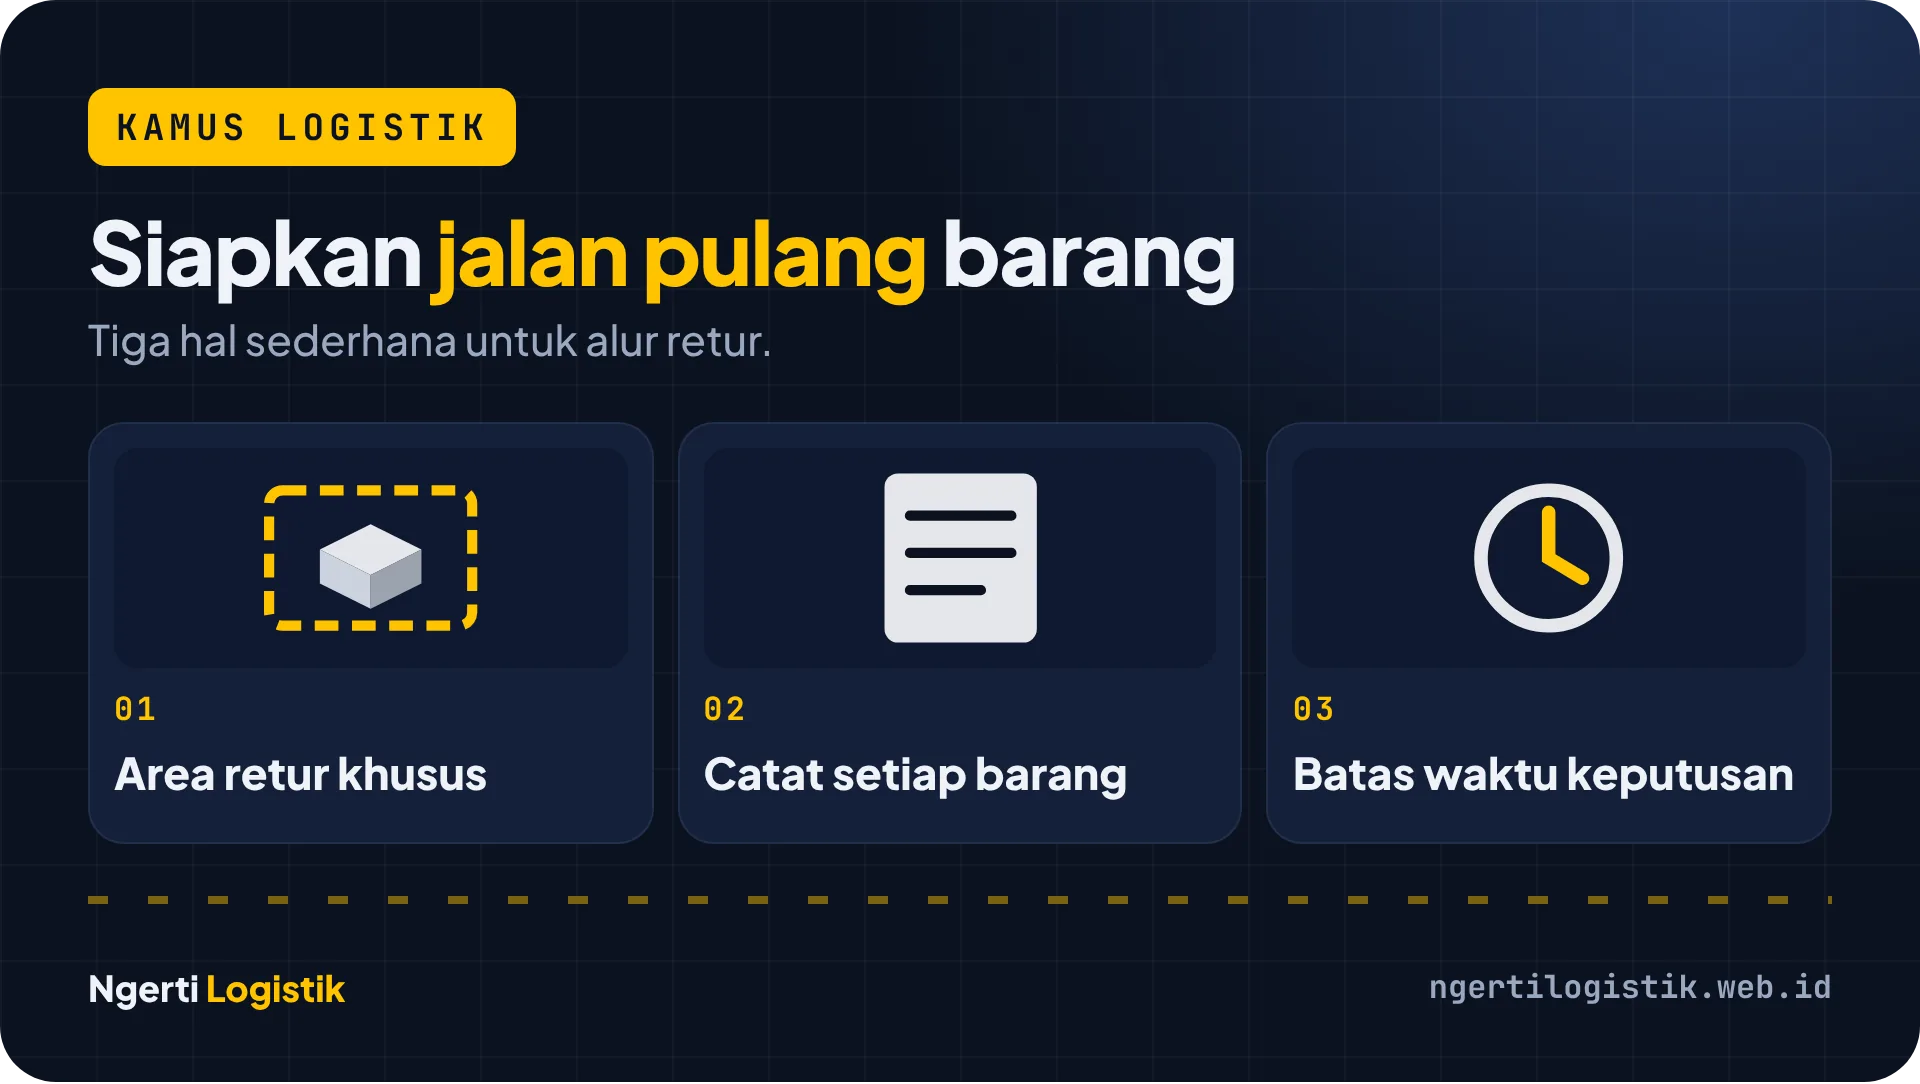 KAMUS LOGISTIK
Siapkan jalan pulang barang
Tiga hal sederhana untuk alur retur.
01
Area retur khusus
02
Catat setiap barang
03
Batas waktu keputusan
Ngerti Logistik
ngertilogistik.web.id